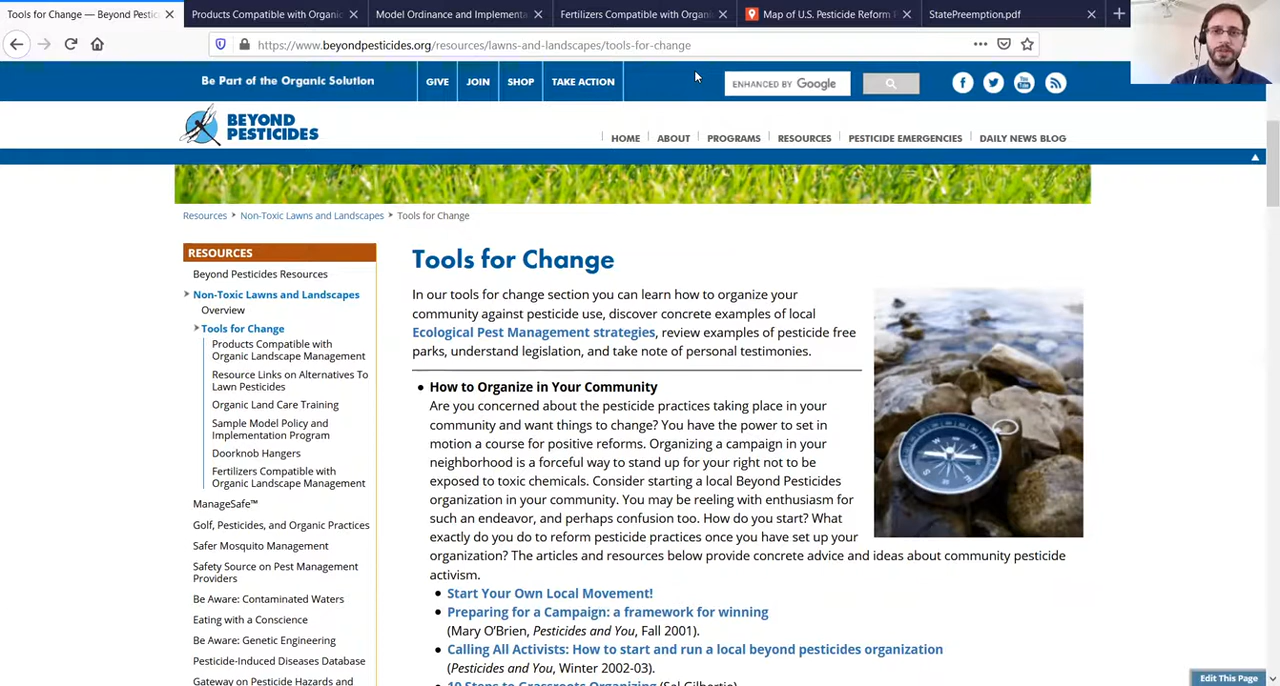 Tools for Change — Beyond Pestic
Products Compatible with Organic
Model Ordinance and Implementa
Fertilizers Compatible with Organi
Map of U.S. Pesticide Reform
StatePreemption.pdf
https://www.beyondpesticides.org/resources/lawns-and-landscapes/tools-for-change
Be Part of the Organic Solution
GIVE
JOIN
SHOP
TAKE ACTION
ENHANCED BY Google
BEYOND
PESTICIDES
HOME
ABOUT
PROGRAMS
RESOURCES
PESTICIDE EMERGENCIES
DAILY NEWS BLOG
Resources
Non-Toxic Lawns and Landscapes
Tools for Change
RESOURCES
Beyond Pesticides Resources
Non-Toxic Lawns and Landscapes
Overview
Tools for Change
Products Compatible with
Organic Landscape Management
Resource Links on Alternatives To
Lawn Pesticides
Organic Land Care Training
Sample Model Policy and
Implementation Program
Doorknob Hangers
Fertilizers Compatible with
Organic Landscape Management
ManageSafe™
Golf, Pesticides, and Organic Practices
Safer Mosquito Management
Safety Source on Pest Management
Providers
Be Aware: Contaminated Waters
Eating with a Conscience
Be Aware: Genetic Engineering
Pesticide-Induced Diseases Database
Gateway on Pesticide Hazards and
Tools for Change
In our tools for change section you can learn how to organize your
community against pesticide use, discover concrete examples of local
Ecological Pest Management strategies, review examples of pesticide free
parks, understand legislation, and take note of personal testimonies.
• How to Organize in Your Community
Are you concerned about the pesticide practices taking place in your
community and want things to change? You have the power to set in
motion a course for positive reforms. Organizing a campaign in your
neighborhood is a forceful way to stand up for your right not to be
exposed to toxic chemicals. Consider starting a local Beyond Pesticides
organization in your community. You may be reeling with enthusiasm for
such an endeavor, and perhaps confusion too. How do you start? What
exactly do you do to reform pesticide practices once you have set up your
organization? The articles and resources below provide concrete advice and ideas about community pesticide
activism.
• Start Your Own Local Movement!
• Preparing for a Campaign: a framework for winning
(Mary O'Brien, Pesticides and You, Fall 2001).
• Calling All Activists: How to start and run a local beyond pesticides organization
(Pesticides and You, Winter 2002-03).
• 10 Steps to Grassroots Organizing (Sal Gilbertie)
Edit This Page